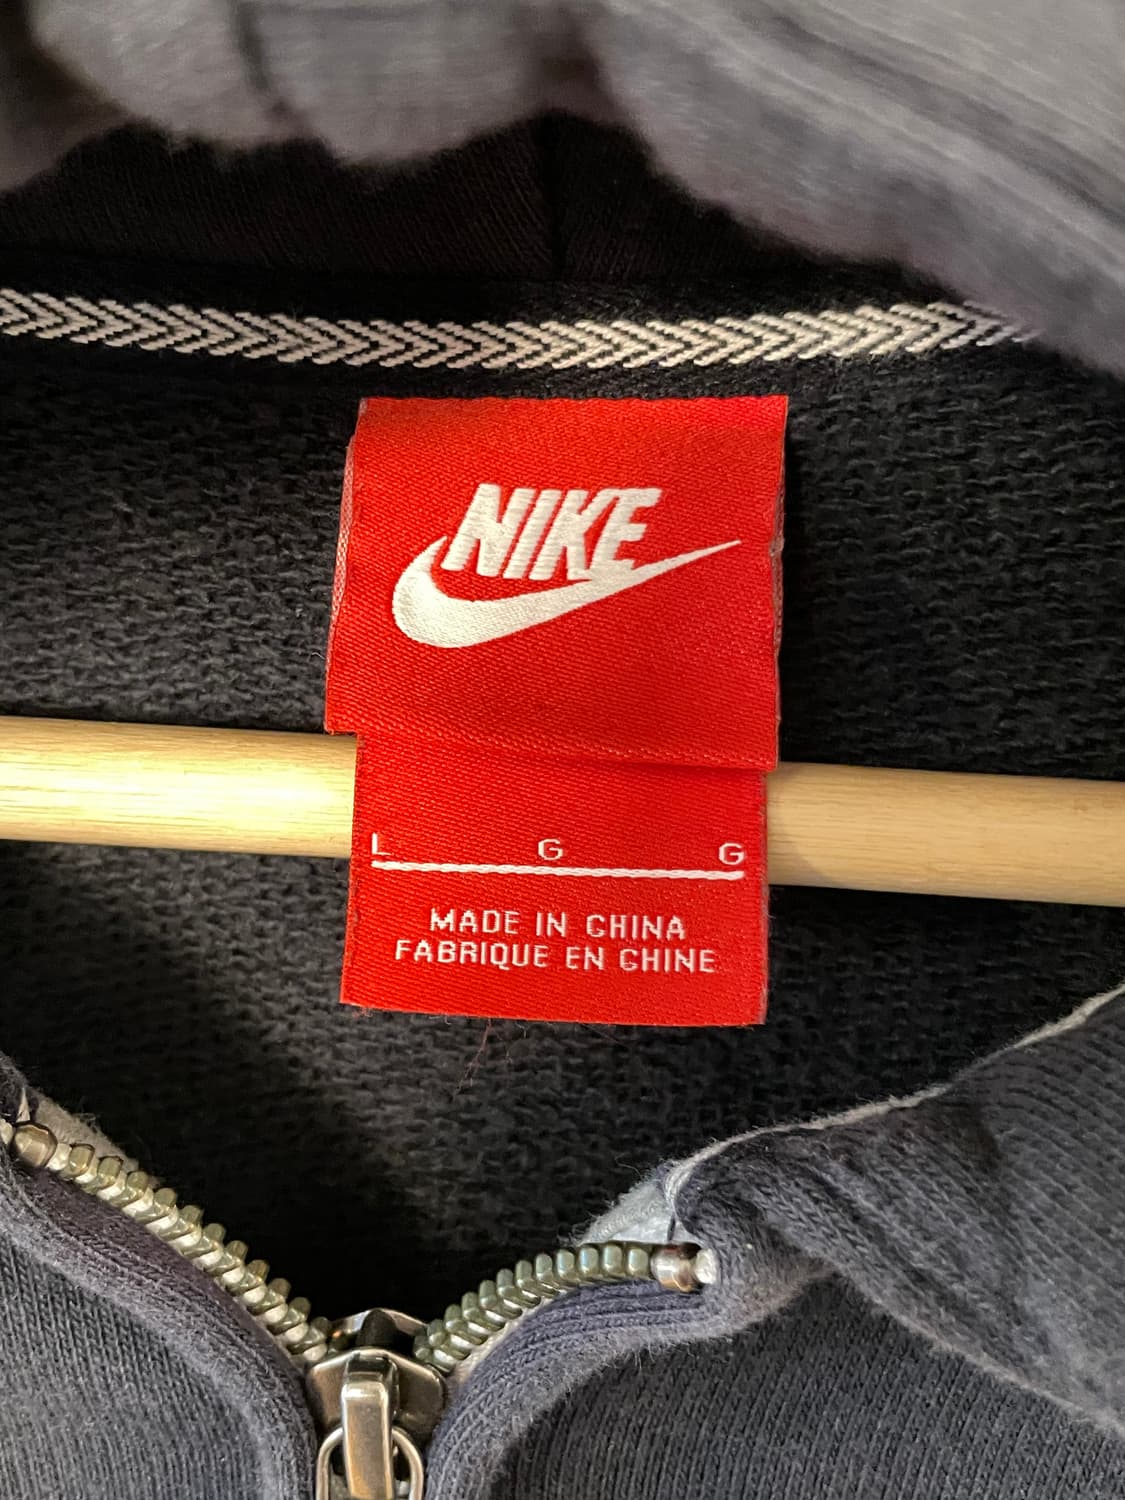 NIKE
L G G
MADE IN CHINA
FABRIQUE EN CHINE